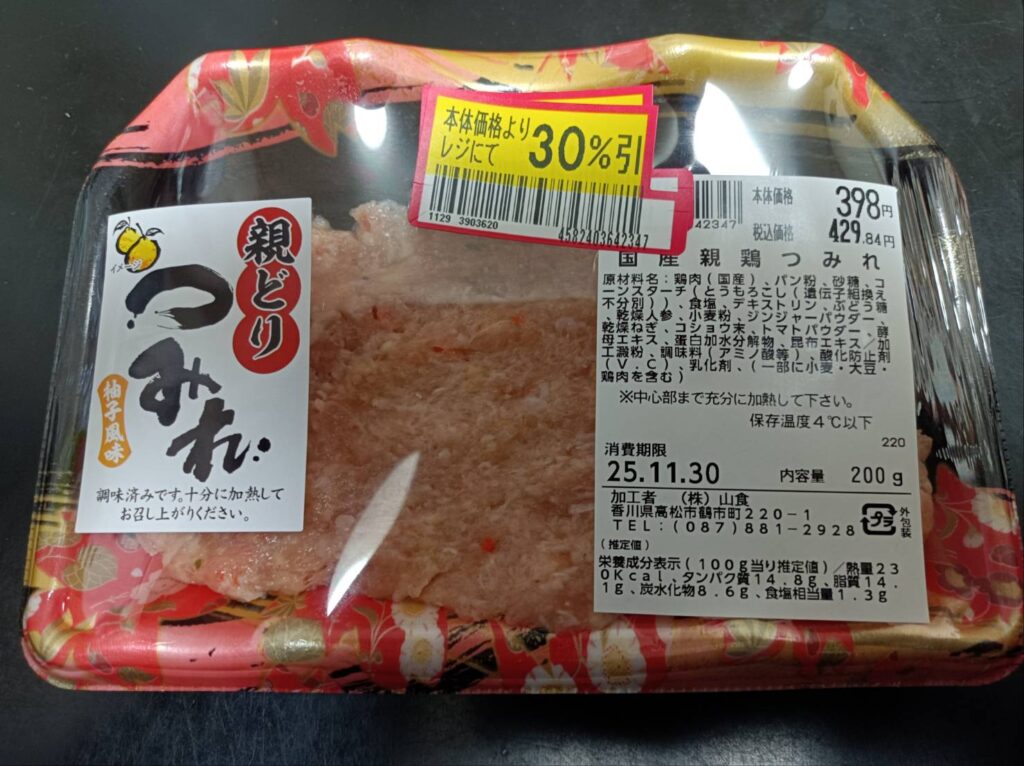 本体価格より
レジにて 30%引
1129 3903620
4582403642347
42347
本体価格 398円
税込価格 429.84円
国産親鶏つみれ
原材料名:鶏肉(国産)、パン粉、砂糖、コ
ーンスターチ(とうもろこし(遺伝子組換え
不分別))、食塩、デキストリン、ぶどう糖
、乾燥人参、小麦粉、ジンジャーパウダー、
乾燥ねぎ、コショウ末、トマトパウダー、酵
母エキス、蛋白加水分解物、昆布エキス/加
工澱粉、調味料(アミノ酸等)、酸化防止剤
(V.C)、乳化剤、(一部に小麦・大豆・
鶏肉を含む)
※中心部まで充分に加熱して下さい。
保存温度4℃以下
220
消費期限
25.11.30 内容量 200g
加工者 (株)山食
香川県高松市鶴市町220-1
TEL:(087)881-2928
プラ
外包装
(推定値)
栄養成分表示(100g当り推定値)/熱量23
0Kcal、タンパク質14.8g、脂質14.
1g、炭水化物8.6g、食塩相当量1.3g
イメージ
親どり
つみれ
柚子風味
調味済みです。十分に加熱して
お召し上がりください。